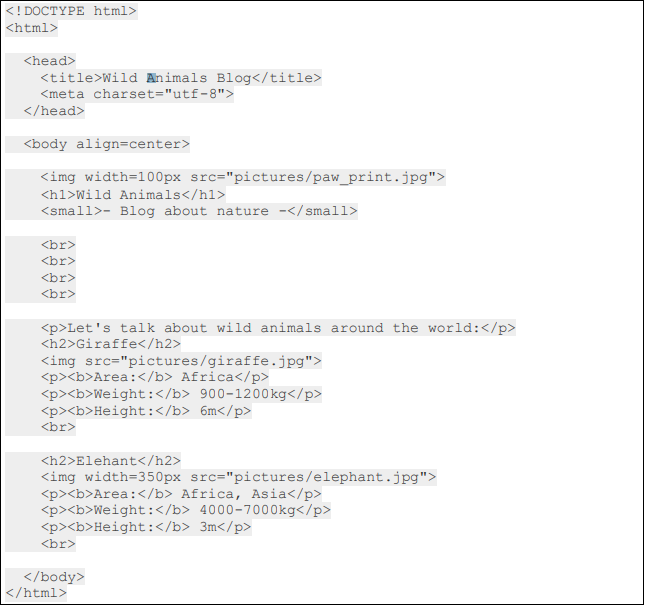 <!DOCTYPE html>
<html>
<head>
<title>Wild Animals Blog</title>
<meta charset="utf-8">
</head>
<body align=center>
<img width=100px src="pictures/paw_print.jpg">
<h1>Wild Animals</h1>
<small>- Blog about nature -</small>
<br>
<br>
<br>
<br>
<p>Let's talk about wild animals around the world:</p>
<h2>Giraffe</h2>
<img src="pictures/giraffe.jpg">
<p><b>Area:</b> Africa</p>
<p><b>Weight:</b> 900-1200kg</p>
<p><b>Height:</b> 6m</p>
<br>
<h2>Elehant</h2>
<img width=350px src="pictures/elephant.jpg">
<p><b>Area:</b> Africa, Asia</p>
<p><b>Weight:</b> 4000-7000kg</p>
<p><b>Height:</b> 3m</p>
<br>
</body>
</html>